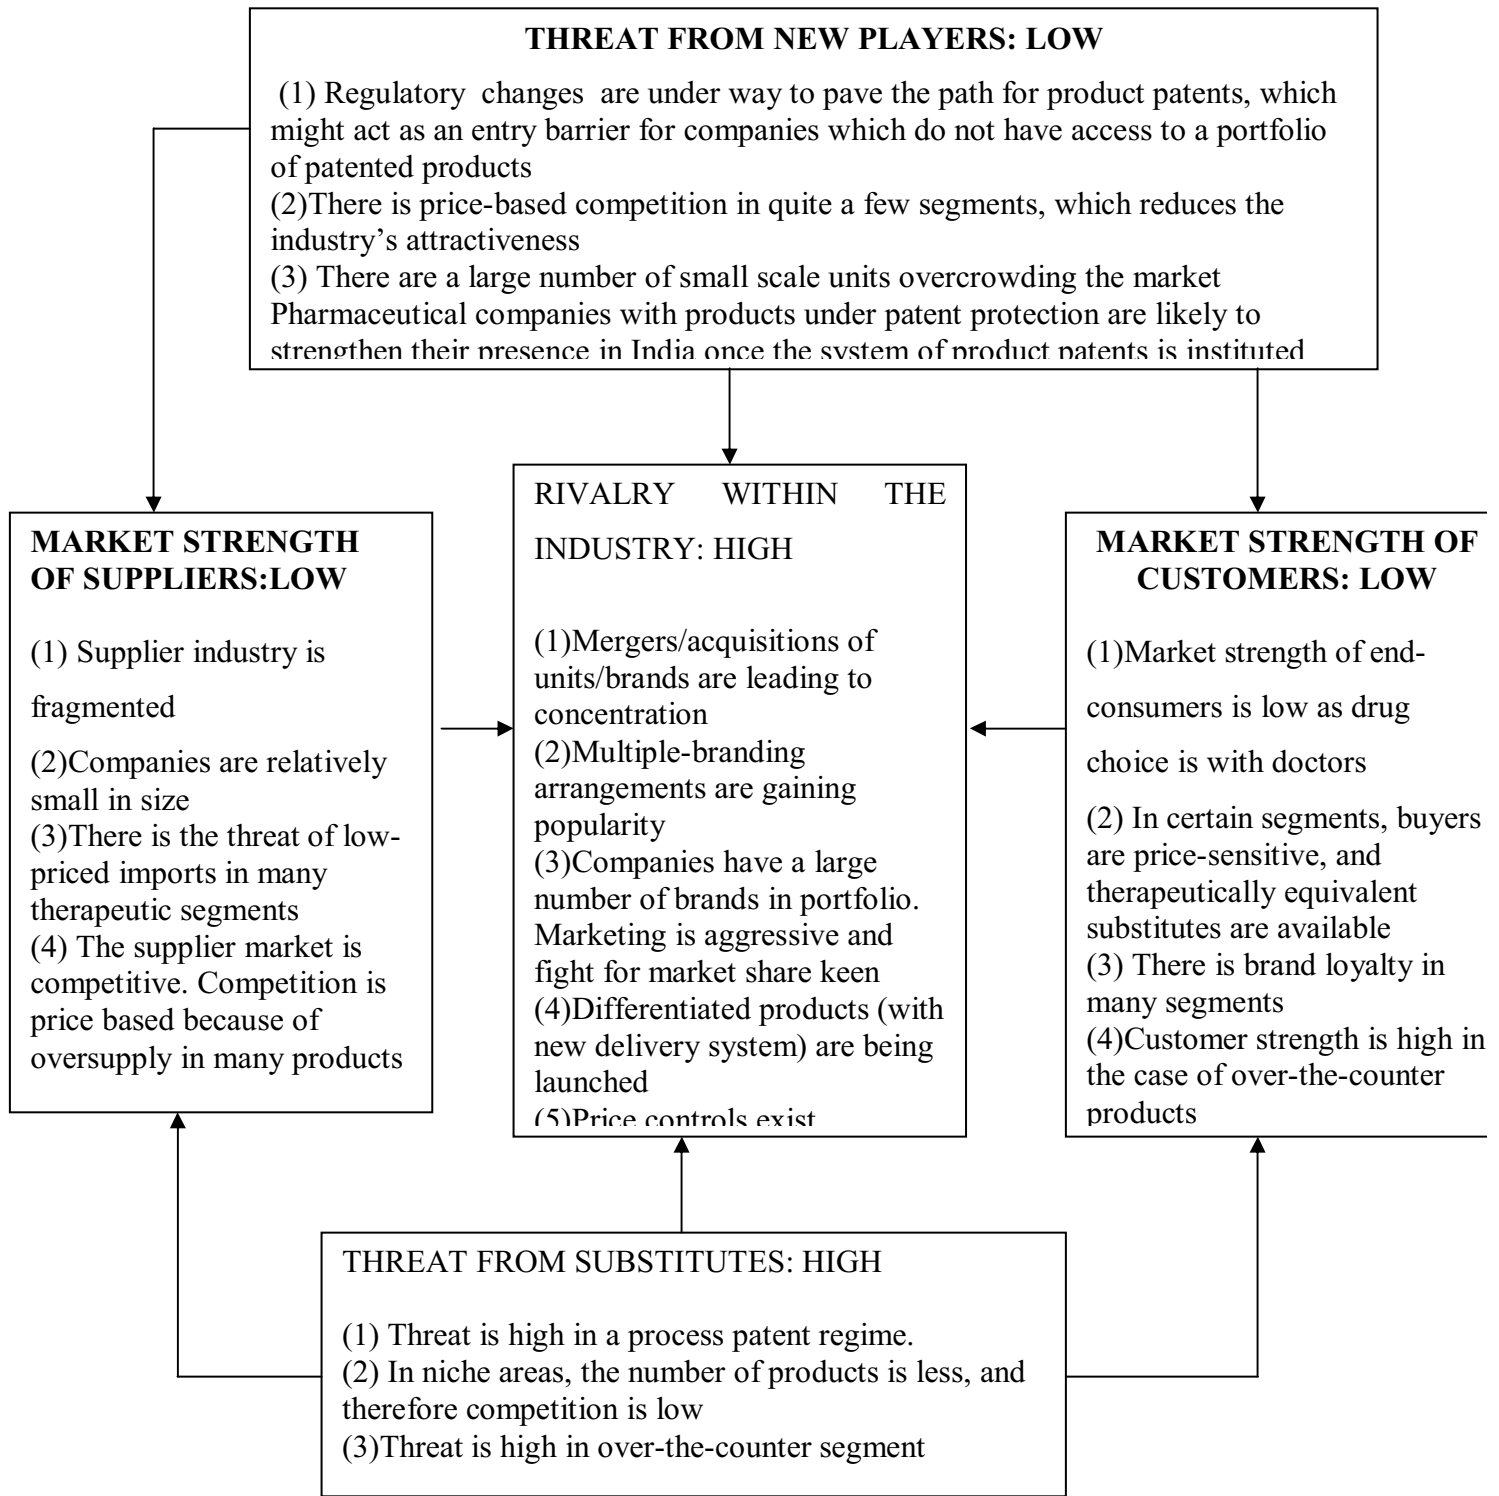 THREAT FROM NEW PLAYERS: LOW
(1) Regulatory changes are under way to pave the path for product patents, which
might act as an entry barrier for companies which do not have access to a portfolio
of patented products
(2)There is price-based competition in quite a few segments, which reduces the
industry’s attractiveness
(3) There are a large number of small scale units overcrowding the market
Pharmaceutical companies with products under patent protection are likely to
strengthen their presence in India once the system of product patents is instituted
MARKET STRENGTH
OF SUPPLIERS:LOW
(1) Supplier industry is
fragmented
(2)Companies are relatively
small in size
(3)There is the threat of low-
priced imports in many
therapeutic segments
(4) The supplier market is
competitive. Competition is
price based because of
oversupply in many products
RIVALRY WITHIN THE
INDUSTRY: HIGH
(1)Mergers/acquisitions of
units/brands are leading to
concentration
(2)Multiple-branding
arrangements are gaining
popularity
(3)Companies have a large
number of brands in portfolio.
Marketing is aggressive and
fight for market share keen
(4)Differentiated products (with
new delivery system) are being
launched
(5)Price controls exist
MARKET STRENGTH OF
CUSTOMERS: LOW
(1)Market strength of end-
consumers is low as drug
choice is with doctors
(2) In certain segments, buyers
are price-sensitive, and
therapeutically equivalent
substitutes are available
(3) There is brand loyalty in
many segments
(4)Customer strength is high in
the case of over-the-counter
products
THREAT FROM SUBSTITUTES: HIGH
(1) Threat is high in a process patent regime.
(2) In niche areas, the number of products is less, and
therefore competition is low
(3)Threat is high in over-the-counter segment